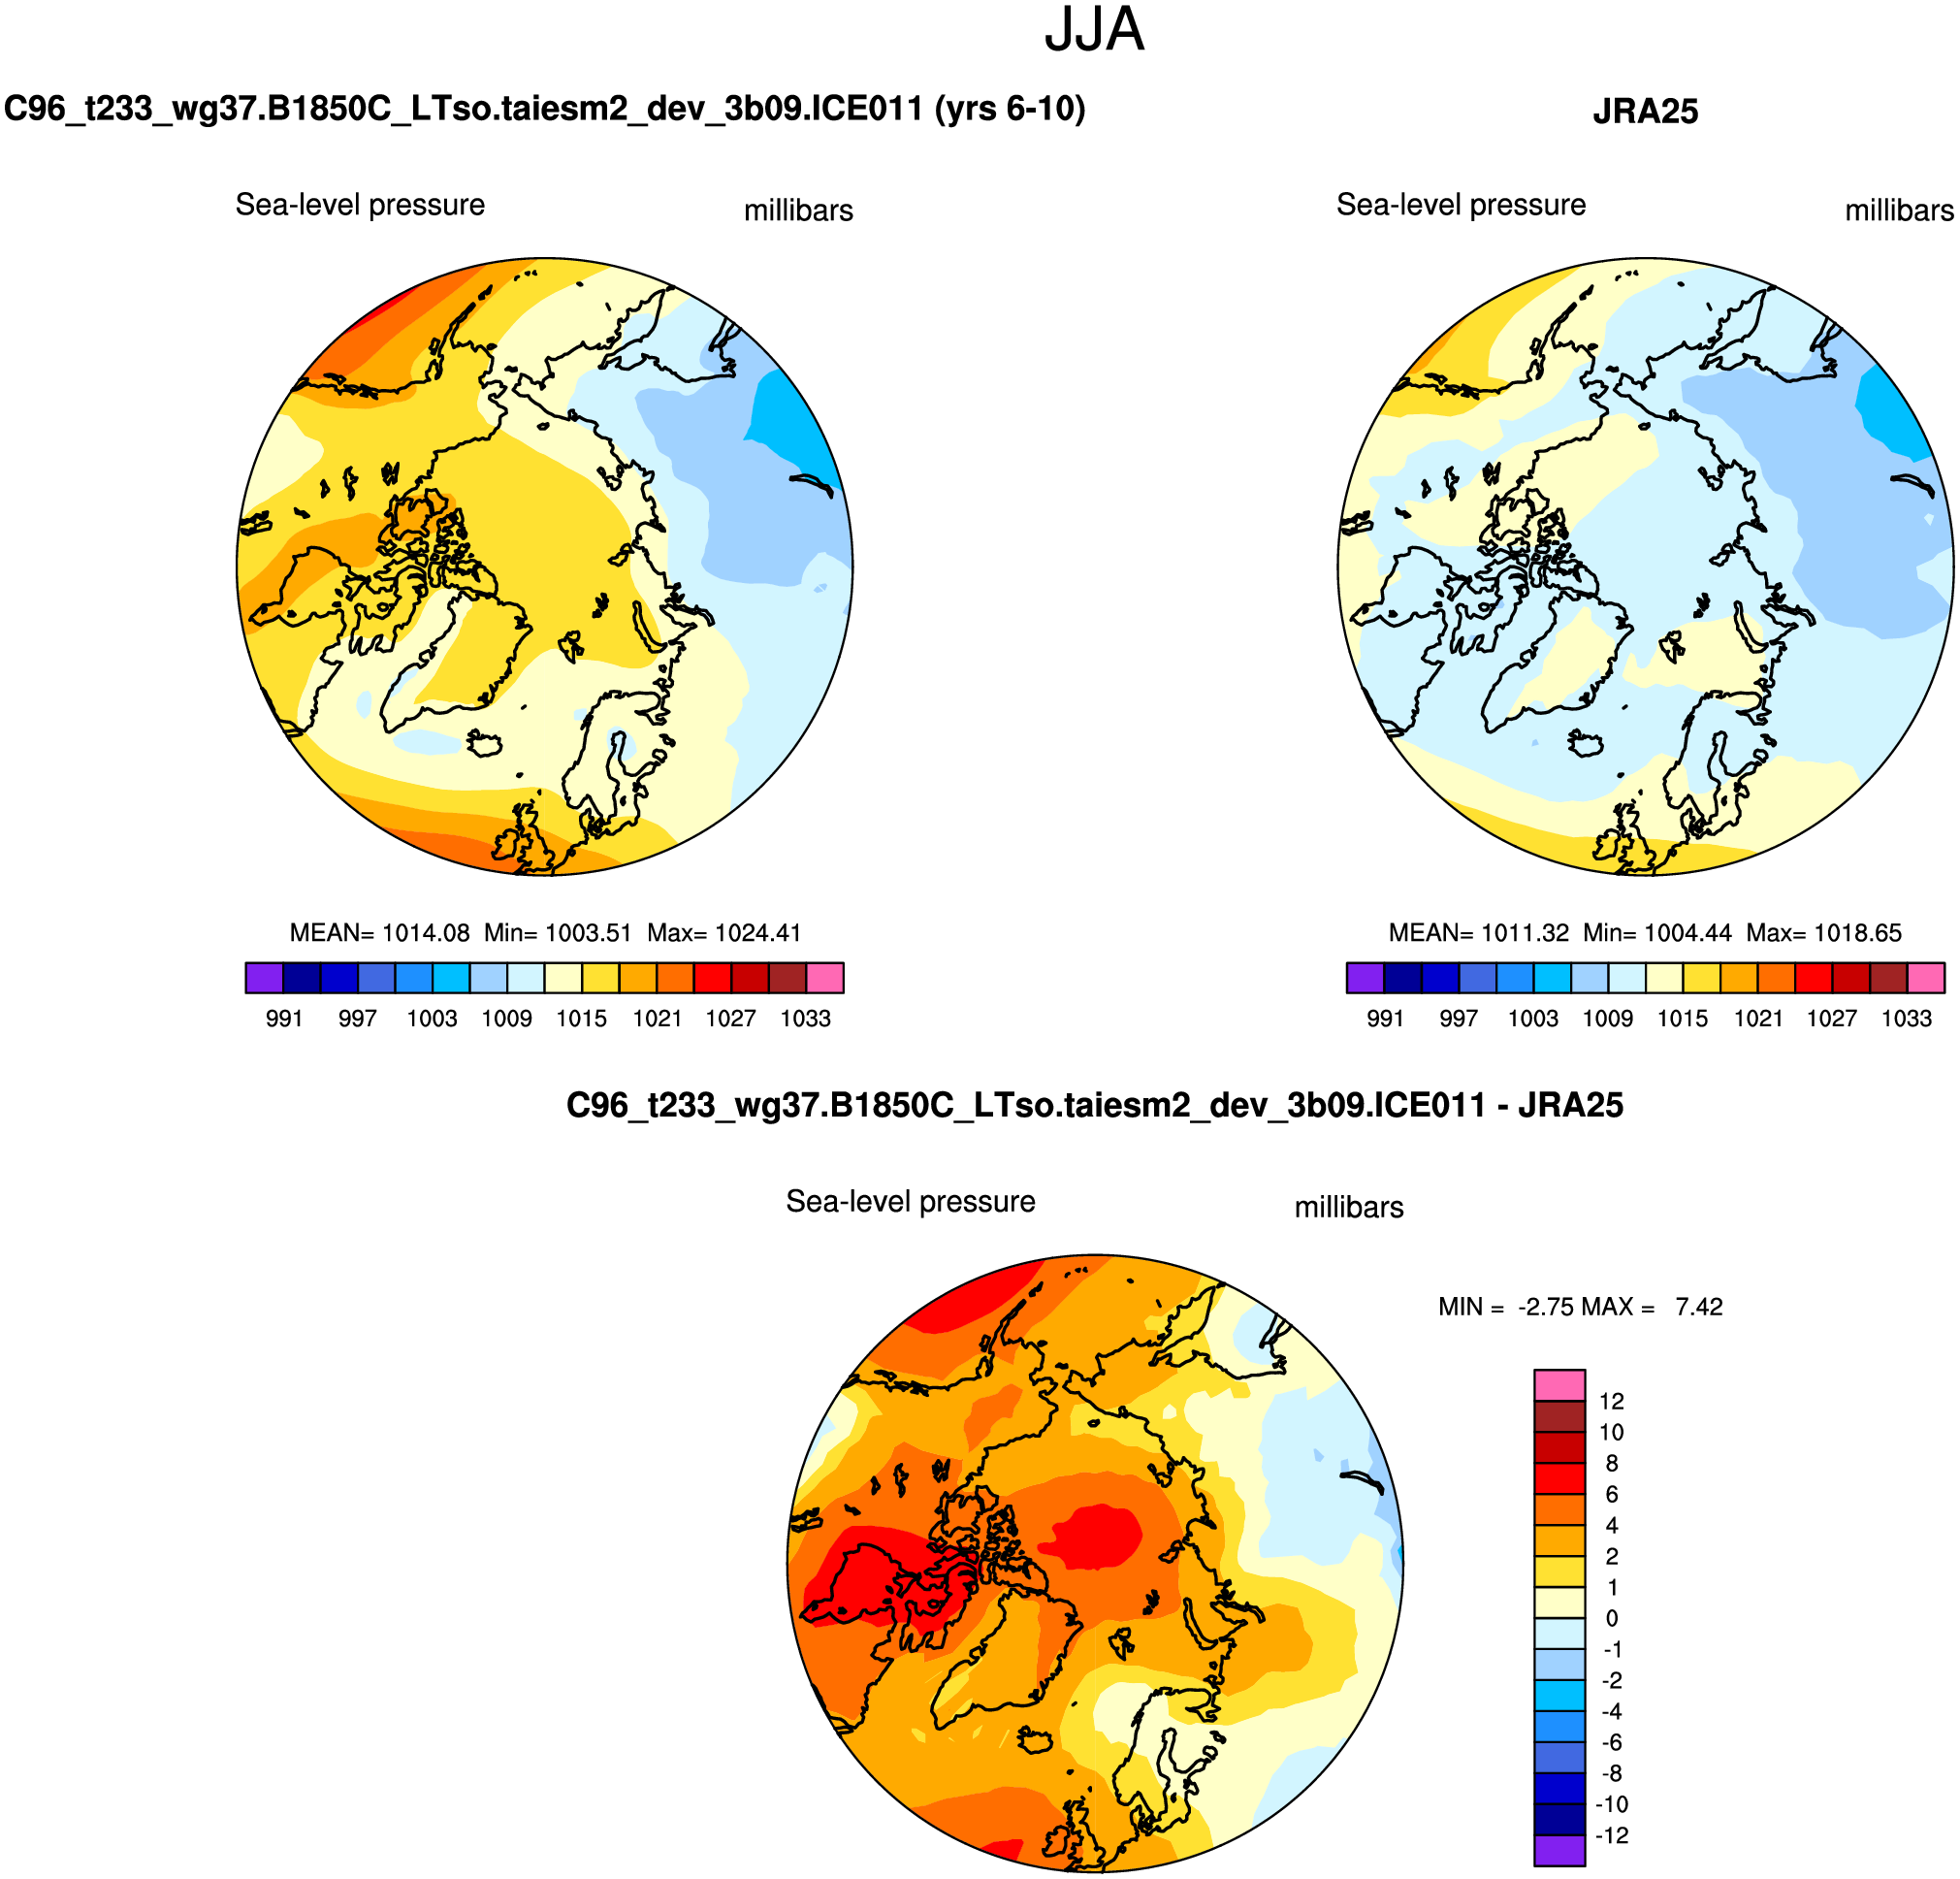 JJA
C96_t233_wg37.B1850C_LTso.taiesm2_dev_3b09.ICE011 (yrs 6-10)
JRA25
Sea-level pressure millibars
Sea-level pressure millibars
MEAN= 1014.08 Min= 1003.51 Max= 1024.41
991 997 1003 1009 1015 1021 1027 1033
MEAN= 1011.32 Min= 1004.44 Max= 1018.65
991 997 1003 1009 1015 1021 1027 1033
C96_t233_wg37.B1850C_LTso.taiesm2_dev_3b09.ICE011 - JRA25
Sea-level pressure millibars
MIN = -2.75 MAX = 7.42
12
10
8
6
4
2
1
0
-1
-2
-4
-6
-8
-10
-12